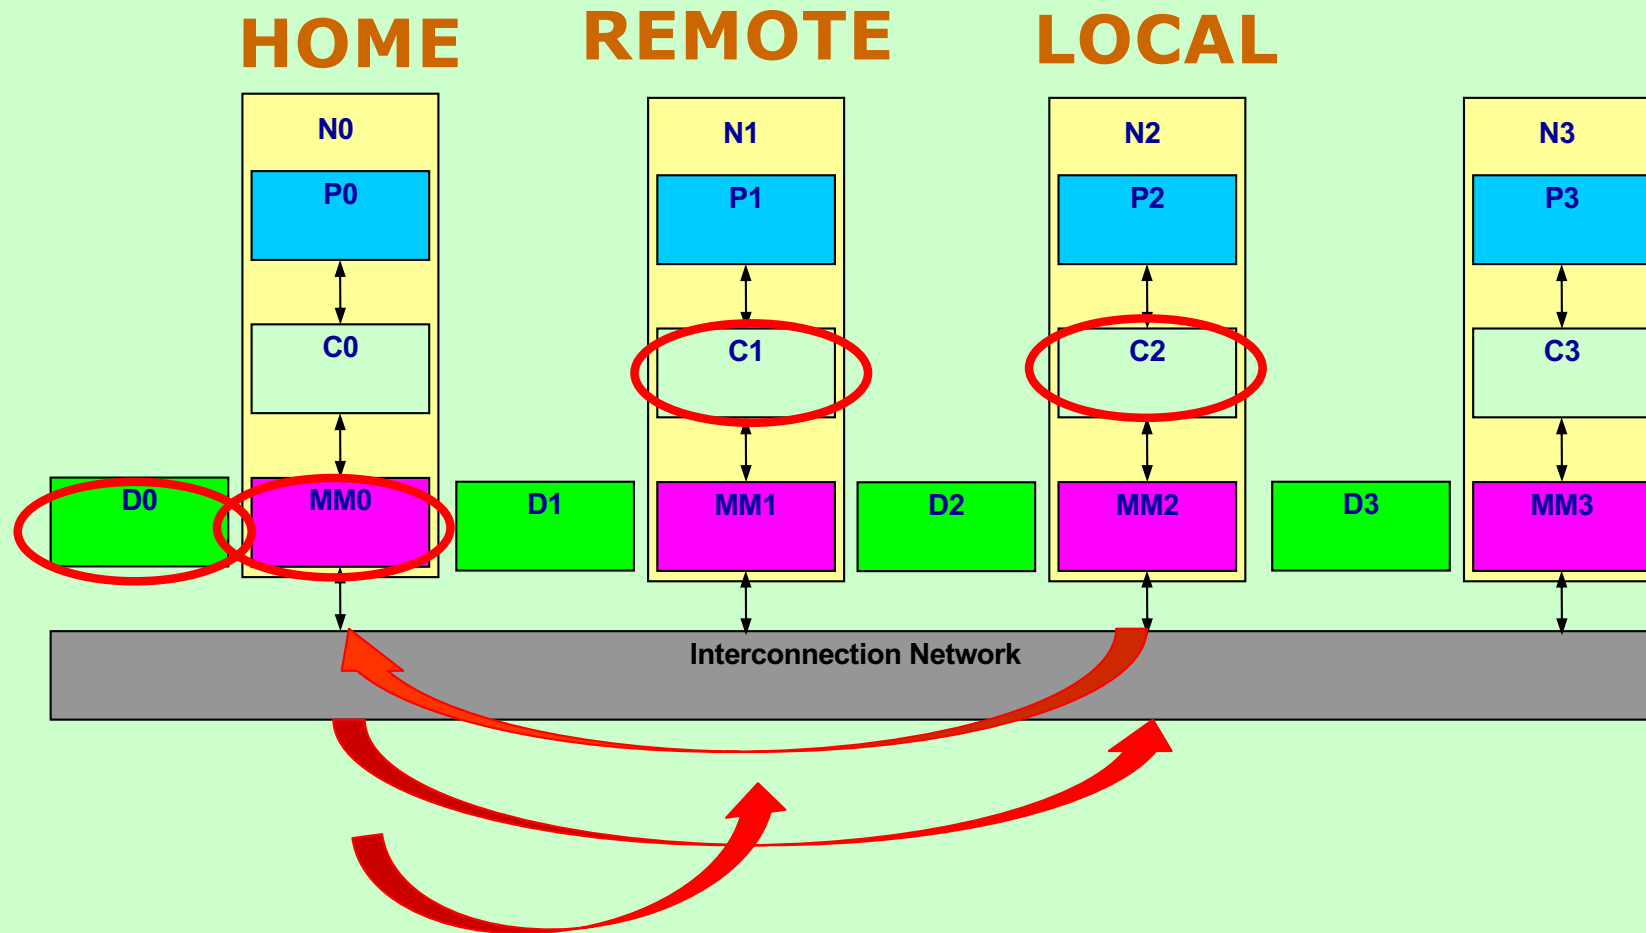 HOME REMOTE LOCAL
N0 N1 N2 N3
P0 P1 P2 P3
C0 C1 C2 C3
D0 MM0 D1 MM1 D2 MM2 D3 MM3
Interconnection Network